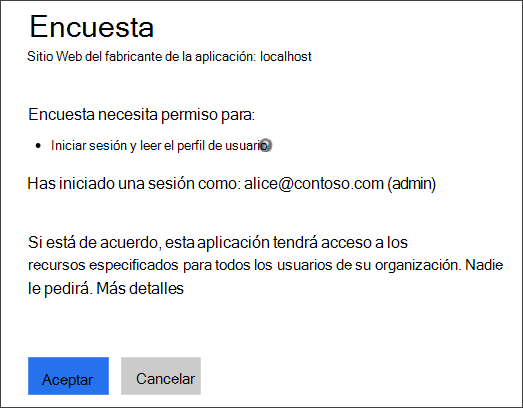 Encuesta
Sitio Web del fabricante de la aplicación: localhost
Encuesta necesita permiso para:
• Iniciar sesión y leer el perfil de usuario
Has iniciado una sesión como: alice@contoso.com (admin)
Si está de acuerdo, esta aplicación tendrá acceso a los
recursos especificados para todos los usuarios de su organización. Nadie
le pedirá. Más detalles
Aceptar Cancelar